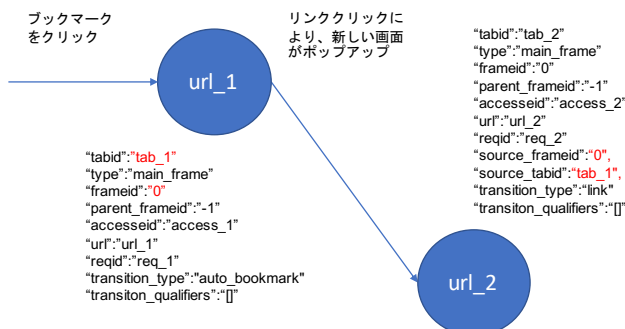 ブックマーク
をクリック
リンククリックに
より、新しい画面
がポップアップ
url_1
"tabid":"tab_1"
"type":"main_frame"
"frameid":"0"
"parent_frameid":"-1"
"accesseid":"access_1"
"url":"url_1"
"reqid":"req_1"
"transition_type":"auto_bookmark"
"transiton_qualifiers":"[]"
"tabid":"tab_2"
"type":"main_frame"
"frameid":"0"
"parent_frameid":"-1"
"accesseid":"access_2"
"url":"url_2"
"reqid":"req_2"
"source_frameid":"0",
"source_tabid":"tab_1",
"transition_type":"link"
"transiton_qualifiers":"[]"
url_2